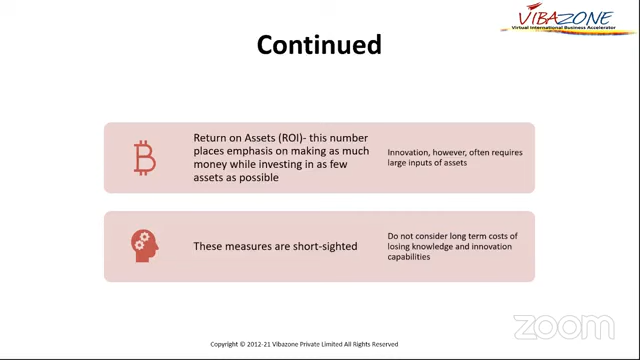 VIBAZONE
Virtual International Business Accelerator
Continued
Return on Assets (ROI)- this number
places emphasis on making as much
money while investing in as few
assets as possible
Innovation, however, often requires
large inputs of assets
These measures are short-sighted
Do not consider long term costs of
losing knowledge and innovation
capabilities
zoom
Copyright © 2012-21 Vibazone Private Limited All Rights Reserved